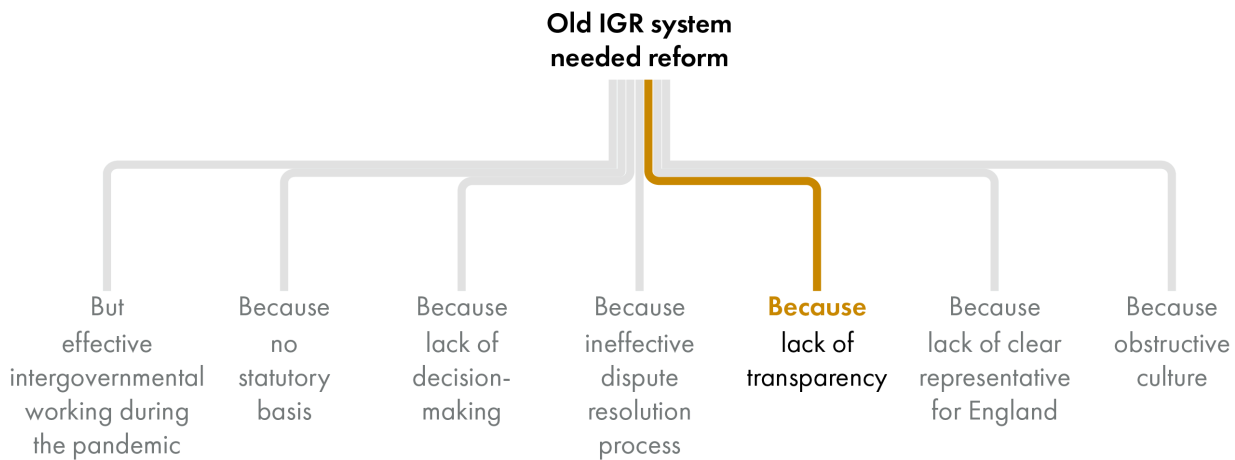 Old IGR system
needed reform
But
effective
intergovernmental
working during
the pandemic
Because
no
statutory
basis
Because
lack of
decision-
making
Because
ineffective
dispute
resolution
process
Because
lack of
transparency
Because
lack of clear
representative
for England
Because
obstructive
culture